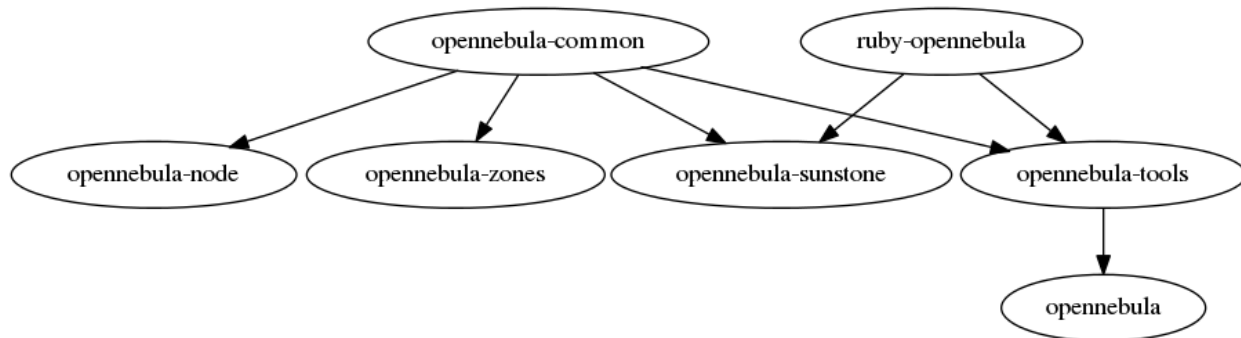 opennebula-common
ruby-opennebula
opennebula-node
opennebula-zones
opennebula-sunstone
opennebula-tools
opennebula